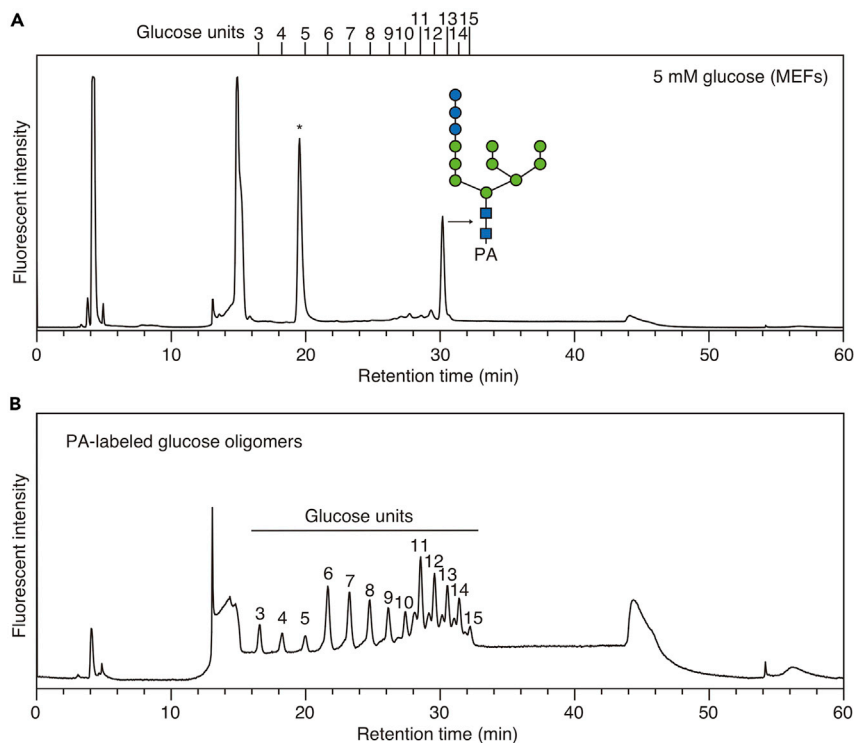 A
11 13 15
Glucose units 3 4 5 6 7 8 9 10 12 14
5 mM glucose (MEFs)
*
PA
Fluorescent intensity
0 10 20 30 40 50 60
Retention time (min)
B
PA-labeled glucose oligomers
Glucose units
3 4 5 6 7 8 9 10 11 12 13 14 15
Fluorescent intensity
0 10 20 30 40 50 60
Retention time (min)